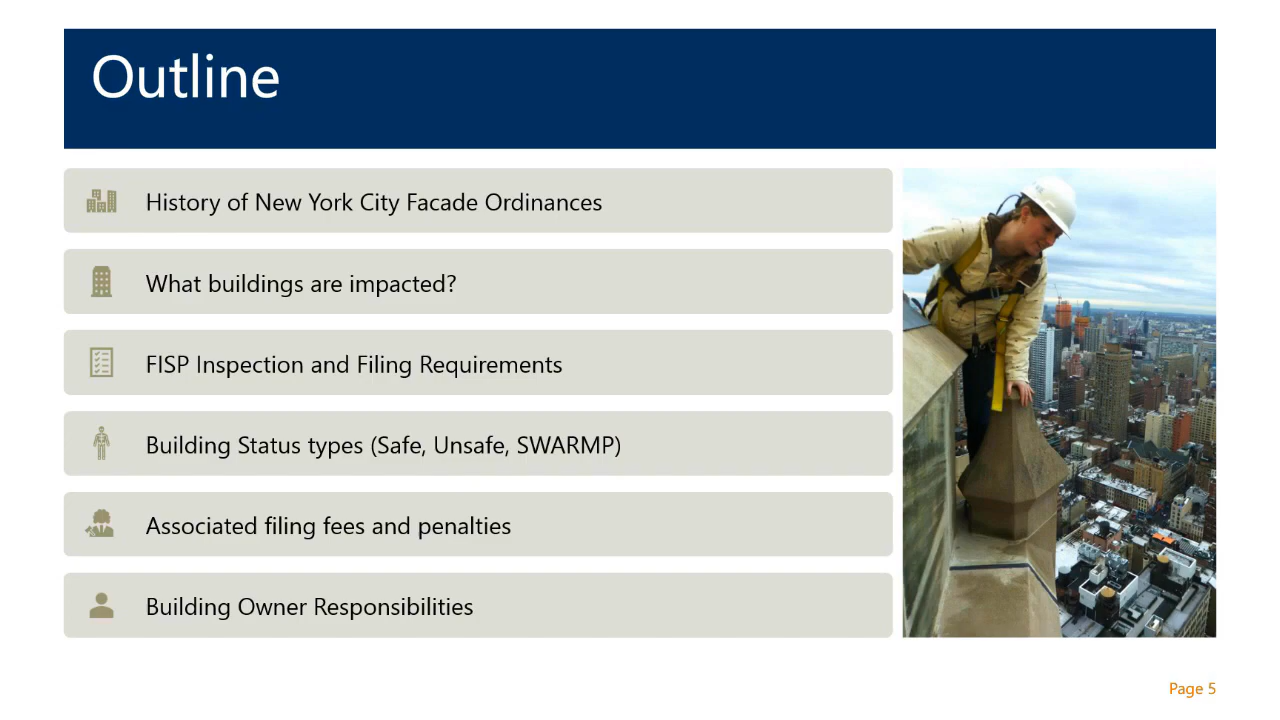 Outline
History of New York City Facade Ordinances
What buildings are impacted?
FISP Inspection and Filing Requirements
Building Status types (Safe, Unsafe, SWARMP)
Associated filing fees and penalties
Building Owner Responsibilities
Page 5